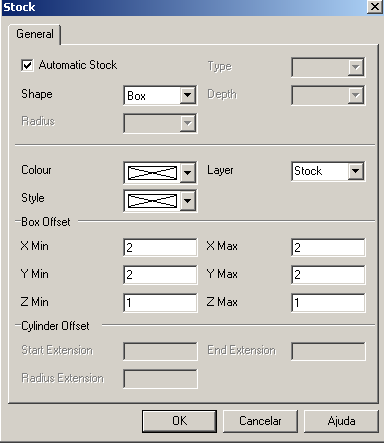 Stock
General
Automatic Stock Type
Shape Box Depth
Radius
Colour Layer Stock
Style
Box Offset
X Min 2 X Max 2
Y Min 2 Y Max 2
Z Min 1 Z Max 1
Cylinder Offset
Start Extension End Extension
Radius Extension
OK Cancelar Ajuda